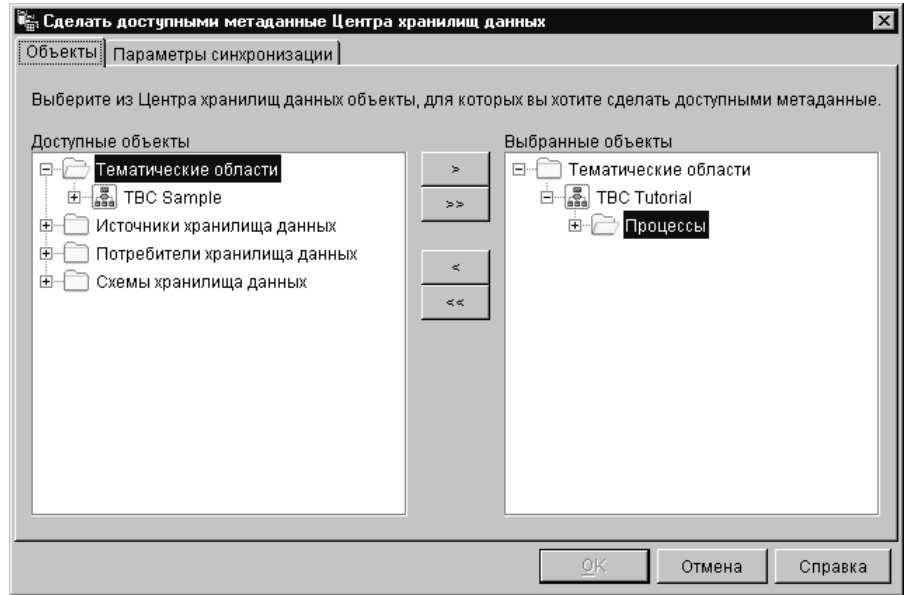 Сделать доступными метаданные Центра хранилищ данных
Объекты
Параметры синхронизации
Выберите из Центра хранилищ данных объекты, для которых вы хотите сделать доступными метаданные.
Доступные объекты
Тематические области
TBC Sample
Источники хранилища данных
Потребители хранилища данных
Схемы хранилища данных
>
>>
<
<<
Выбранные объекты
Тематические области
TBC Tutorial
Процессы
OK
Отмена
Справка